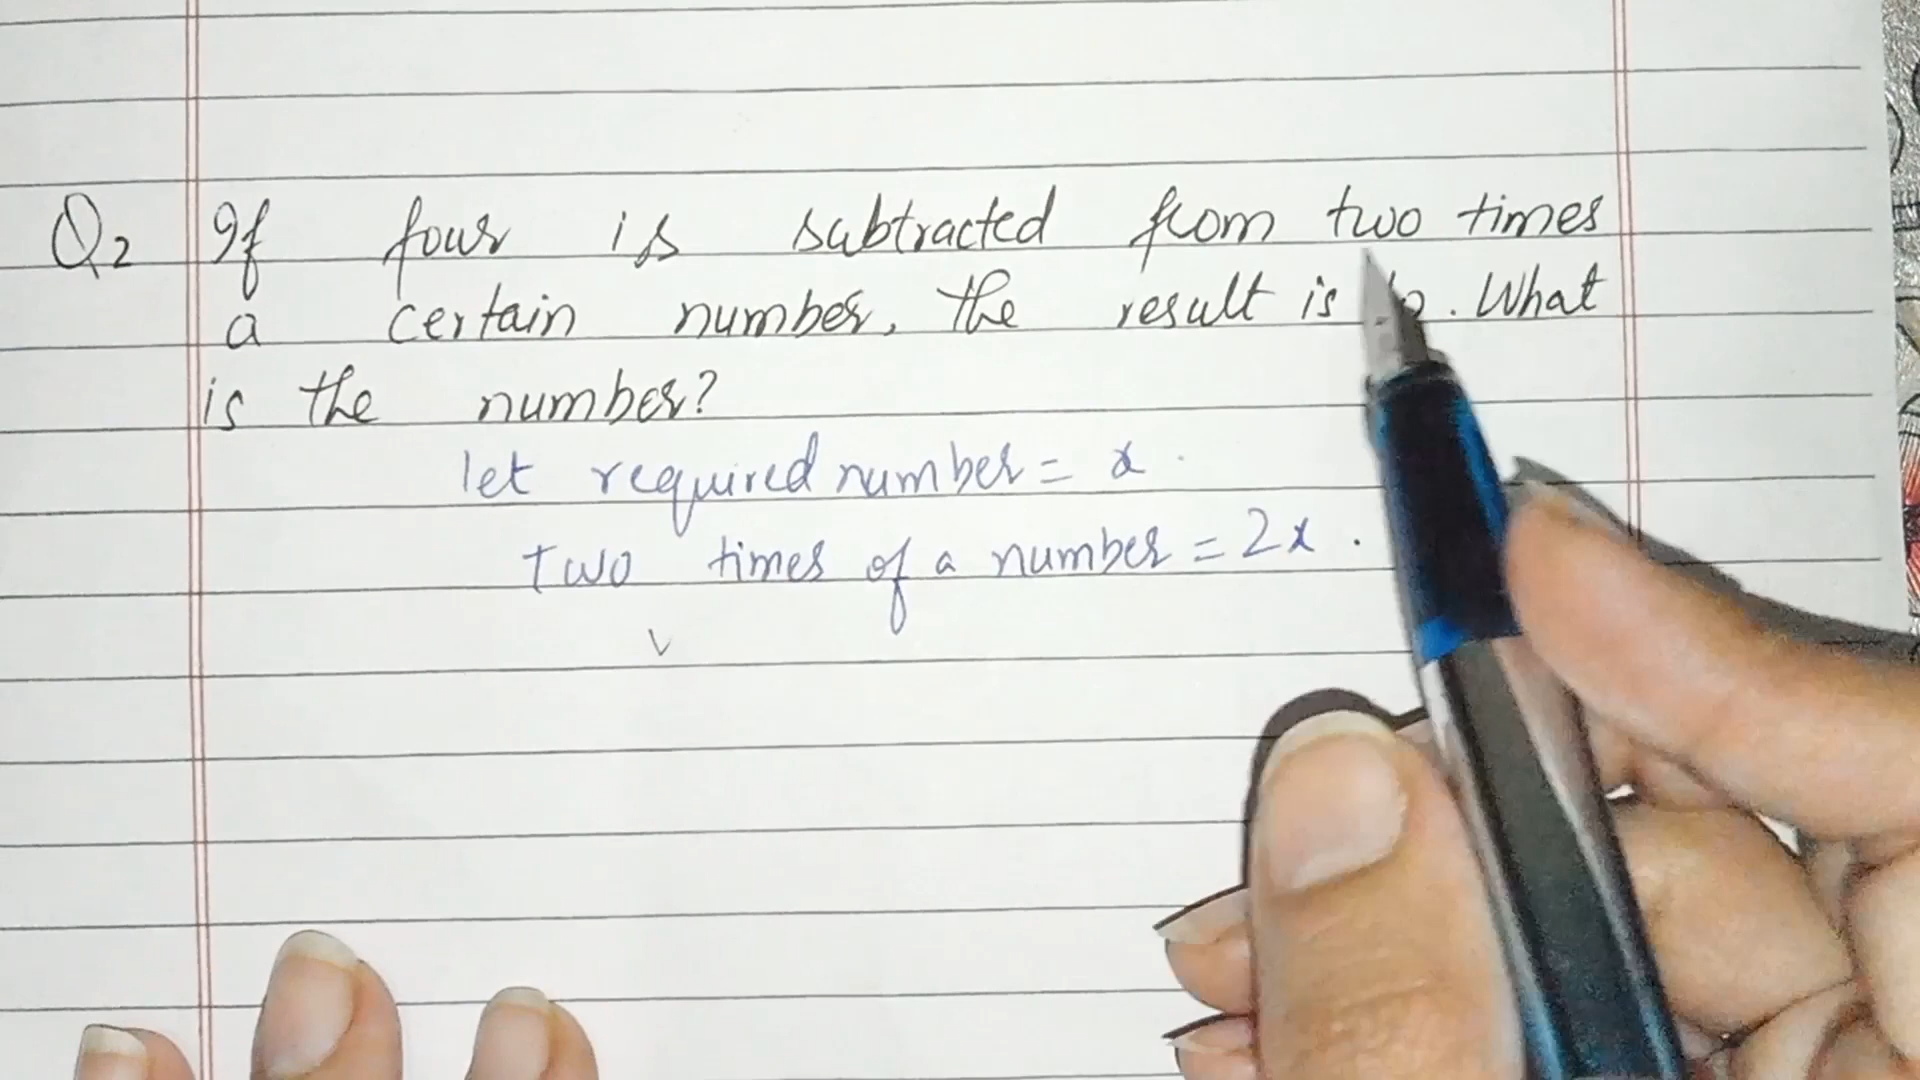 Q2 If four is subtracted from two times
a certain number, the result is . What
is the number?
let required number = x.
two times of a number = 2x.